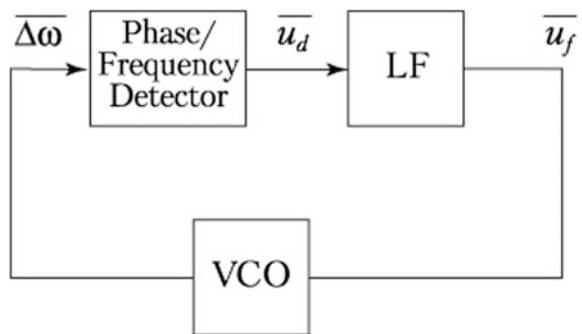 Δω
Phase/
Frequency
Detector
u_d
LF
u_f
VCO